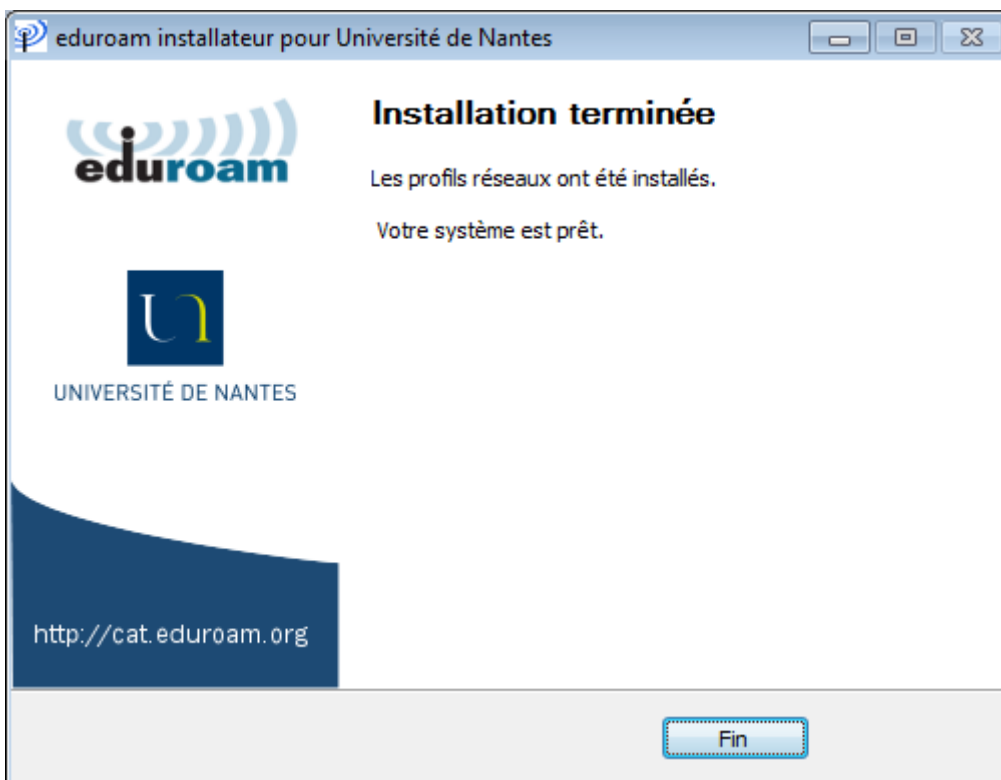 eduroam installateur pour Université de Nantes
eduroam
Installation terminée
Les profils réseaux ont été installés.
Votre système est prêt.
UNIVERSITÉ DE NANTES
http://cat.eduroam.org
Fin